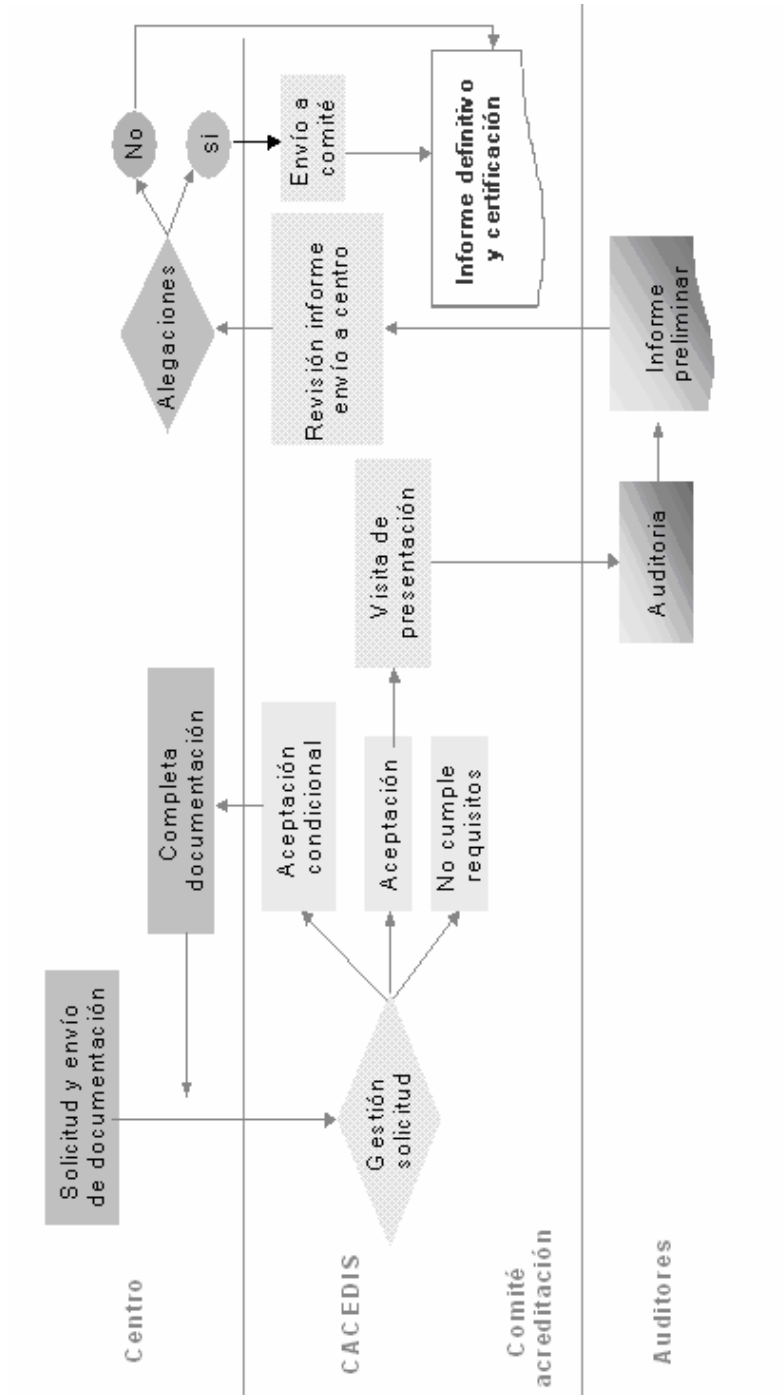 Centro
Solicitud y envío
de documentación
Completa
documentación
Alegaciones
No
si
CACEDIS
Gestión
solicitud
Aceptación
condicional
Aceptación
No cumple
requisitos
Visita de
presentación
Revisión informe
envío a centro
Envío a
comité
Comité
acreditación
Informe definitivo
y certificación
Auditores
Auditoria
Informe
preliminar